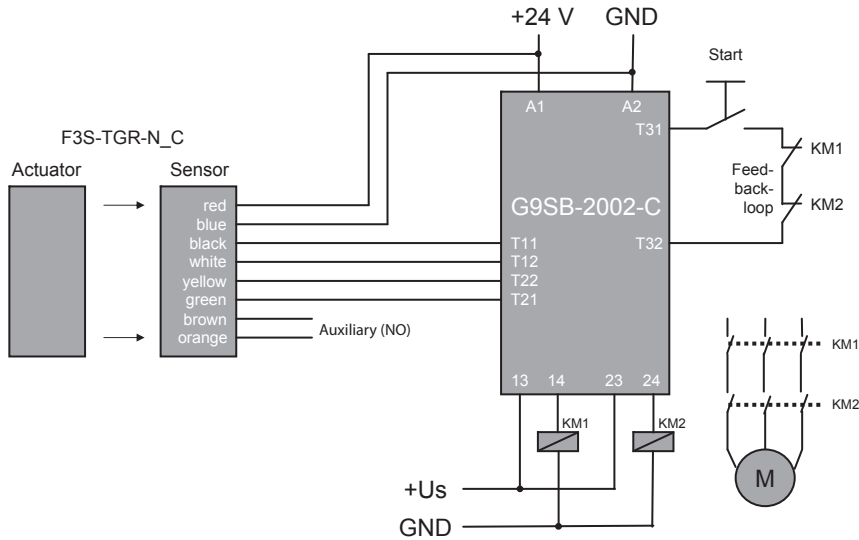 +24 V
GND
Start
A1
A2
T31
F3S-TGR-N_C
Actuator
Sensor
KM1
Feed-
back-
loop
KM2
red
blue
black
white
yellow
green
brown
orange
G9SB-2002-C
T11
T12
T22
T21
T32
Auxiliary (NO)
13
14
23
24
KM1
KM2
KM1
KM2
M
+Us
GND